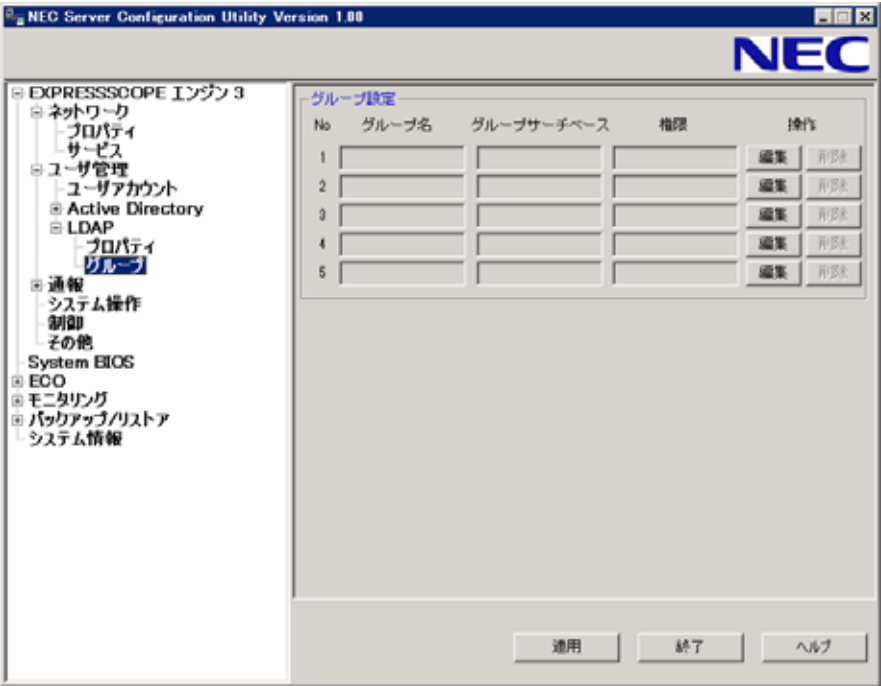 NEC Server Configuration Utility Version 1.00
NEC
EXPRESSSCOPE エンジン 3
ネットワーク
プロパティ
サービス
ユーザ管理
ユーザアカウント
Active Directory
LDAP
プロパティ
グループ
通報
システム操作
制御
その他
System BIOS
ECO
モニタリング
バックアップ/リストア
システム情報
グループ設定
No グループ名 グループサーチベース 権限 操作
1 編集 削除
2 編集 削除
3 編集 削除
4 編集 削除
5 編集 削除
適用 終了 ヘルプ